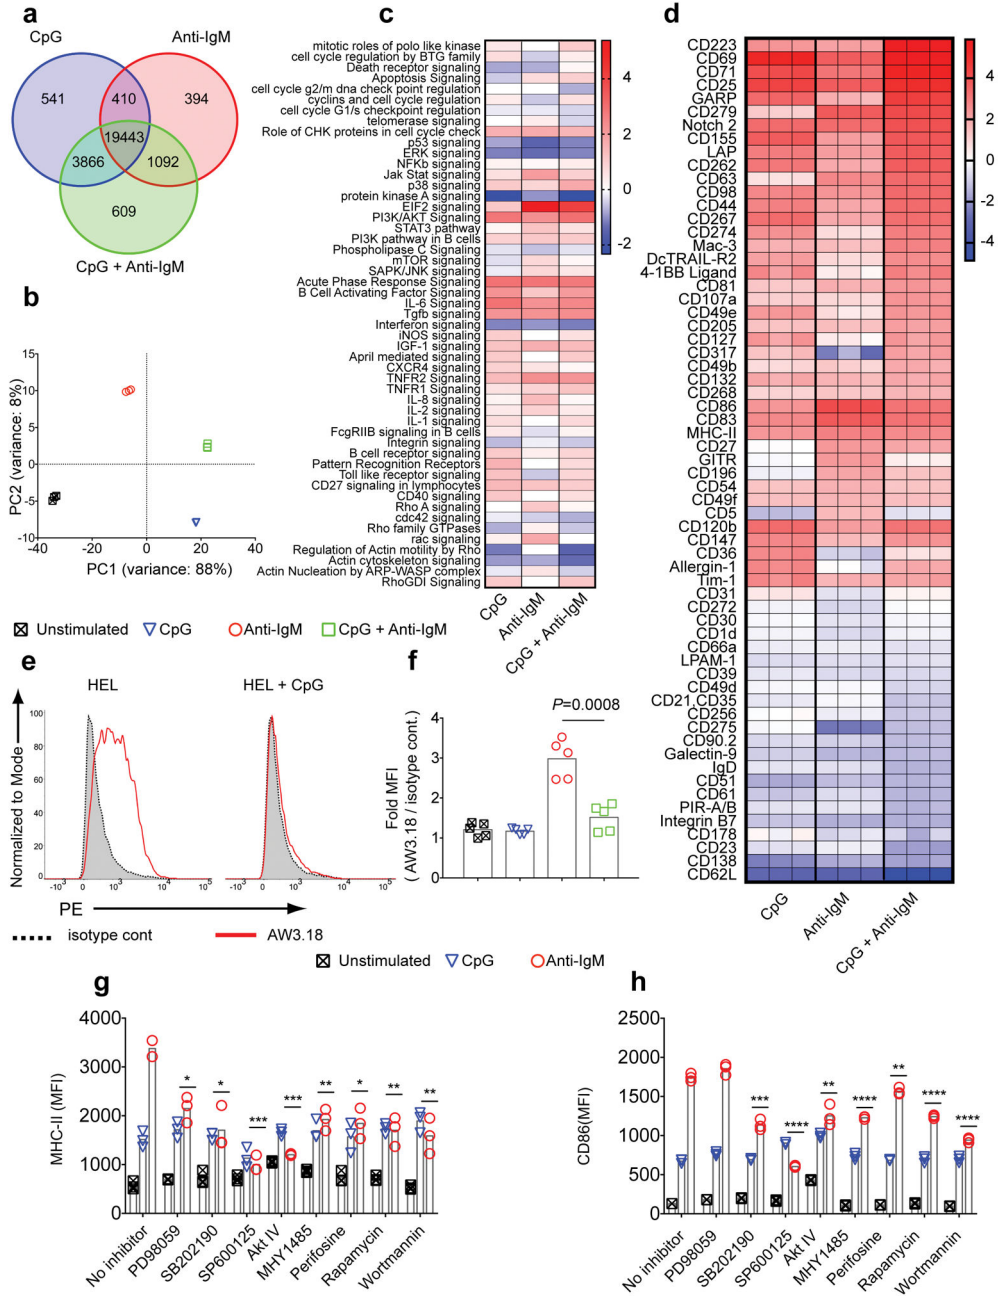 a
CpG
Anti-IgM
541
410
394
19443
3866
1092
609
CpG + Anti-IgM
b
PC2 (variance: 8%)
15
10
5
0
-5
-10
-40
-20
0
20
40
PC1 (variance: 88%)
Unstimulated
CpG
Anti-IgM
CpG + Anti-IgM
c
mitotic roles of polo like kinase
cell cycle regulation by BTG family
Death receptor signaling
Apoptosis Signaling
cell cycle g2/m dna check point regulation
cyclins and cell cycle regulation
cell cycle G1/s checkpoint regulation
telomerase signaling
Role of CHK proteins in cell cycle check
p53 signaling
ERK signaling
NFKb signaling
Jak Stat signaling
p38 signaling
protein kinase A signaling
EIF2 signaling
PI3K/AKT Signaling
STAT3 pathway
PI3K pathway in B cells
Phospholipase C Signaling
mTOR signaling
SAPK/JNK signaling
Acute Phase Response Signaling
B Cell Activating Factor Signaling
IL-6 Signaling
Tgfb signaling
Interferon signaling
iNOS signaling
IGF-1 signaling
April mediated signaling
CXCR4 signaling
TNFR2 Signaling
TNFR1 Signaling
IL-8 signaling
IL-2 signaling
IL-1 signaling
FcgRIIB signaling in B cells
Integrin signaling
B cell receptor signaling
Pattern Recognition Receptors
Toll like receptor signaling
CD27 signaling in lymphocytes
CD40 signaling
Rho A signaling
cdc42 signaling
Rho family GTPases
rac signaling
Regulation of Actin motility by Rho
Actin cytoskeleton signaling
Actin Nucleation by ARP-WASP complex
RhoGDI Signaling
CpG
Anti-IgM
CpG + Anti-IgM
4
2
0
-2
d
CD223
CD69
CD71
CD25
GARP
CD279
Notch 2
CD155
LAP
CD262
CD63
CD98
CD44
CD267
CD274
Mac-3
DcTRAIL-R2
4-1BB Ligand
CD81
CD107a
CD49e
CD205
CD127
CD317
CD49b
CD132
CD268
CD86
CD83
MHC-II
CD27
GITR
CD196
CD54
CD49f
CD5
CD120b
CD147
CD36
Allergin-1
Tim-1
CD31
CD272
CD30
CD1d
CD66a
LPAM-1
CD39
CD49d
CD21.CD35
CD256
CD275
CD90.2
Galectin-9
IgD
CD51
CD61
PIR-A/B
Integrin B7
CD178
CD23
CD138
CD62L
CpG
Anti-IgM
CpG + Anti-IgM
4
2
0
-2
-4
e
HEL
HEL + CpG
Normalized to Mode
100
80
60
40
20
0
-10³
0
10³
10⁴
10⁵
-10³
0
10³
10⁴
10⁵
PE
isotype cont
AW3.18
f
P=0.0008
Fold MFI
( AW3.18 / isotype cont.)
4
3
2
1
0
Unstimulated
CpG
Anti-IgM
g
MHC-II (MFI)
4000
3000
2000
1000
0
*
*
***
***
**
*
**
**
No inhibitor
PD98059
SB202190
SP600125
Akt IV
MHY1485
Perifosine
Rapamycin
Wortmannin
h
CD86(MFI)
2500
2000
1500
1000
500
0
***
****
**
****
**
****
****
No inhibitor
PD98059
SB202190
SP600125
Akt IV
MHY1485
Perifosine
Rapamycin
Wortmannin